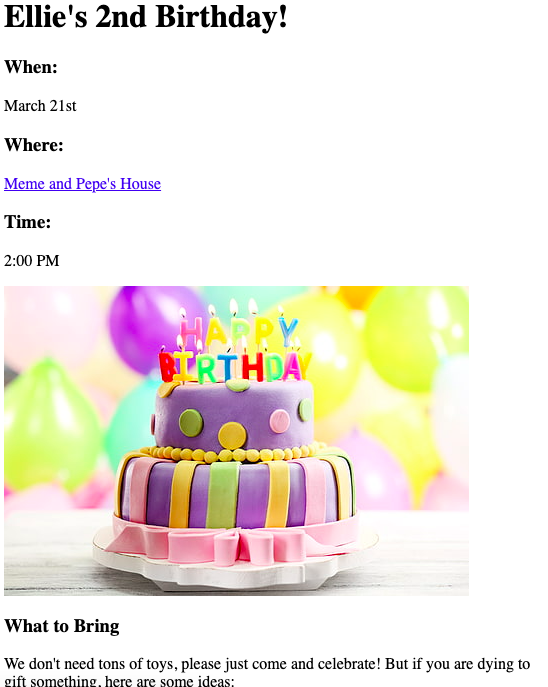 Ellie's 2nd Birthday!
When:
March 21st
Where:
Meme and Pepe's House
Time:
2:00 PM
HAPPY
BIRTHDAY
What to Bring
We don't need tons of toys, please just come and celebrate! But if you are dying to
gift something, here are some ideas: